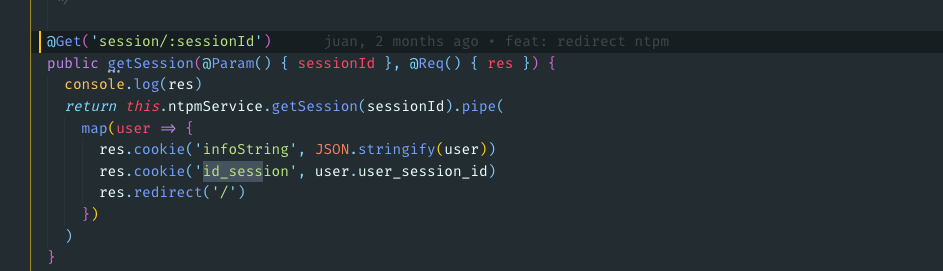 @Get('session/:sessionId')      juan, 2 months ago • feat: redirect ntpm
public getSession(@Param() { sessionId }, @Req() { res }) {
  console.log(res)
  return this.ntpmService.getSession(sessionId).pipe(
    map(user => {
      res.cookie('infoString', JSON.stringify(user))
      res.cookie('id_session', user.user_session_id)
      res.redirect('/')
    })
  )
}